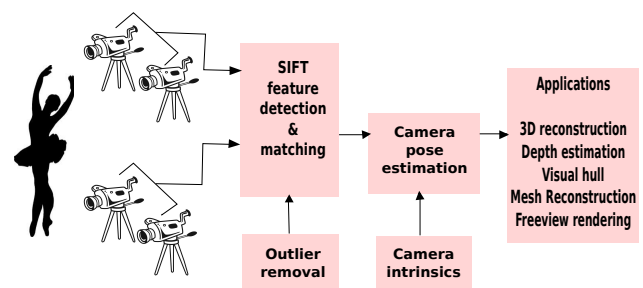 SIFT
feature
detection
&
matching
Outlier
removal
Camera
pose
estimation
Camera
intrinsics
Applications
3D reconstruction
Depth estimation
Visual hull
Mesh Reconstruction
Freeview rendering